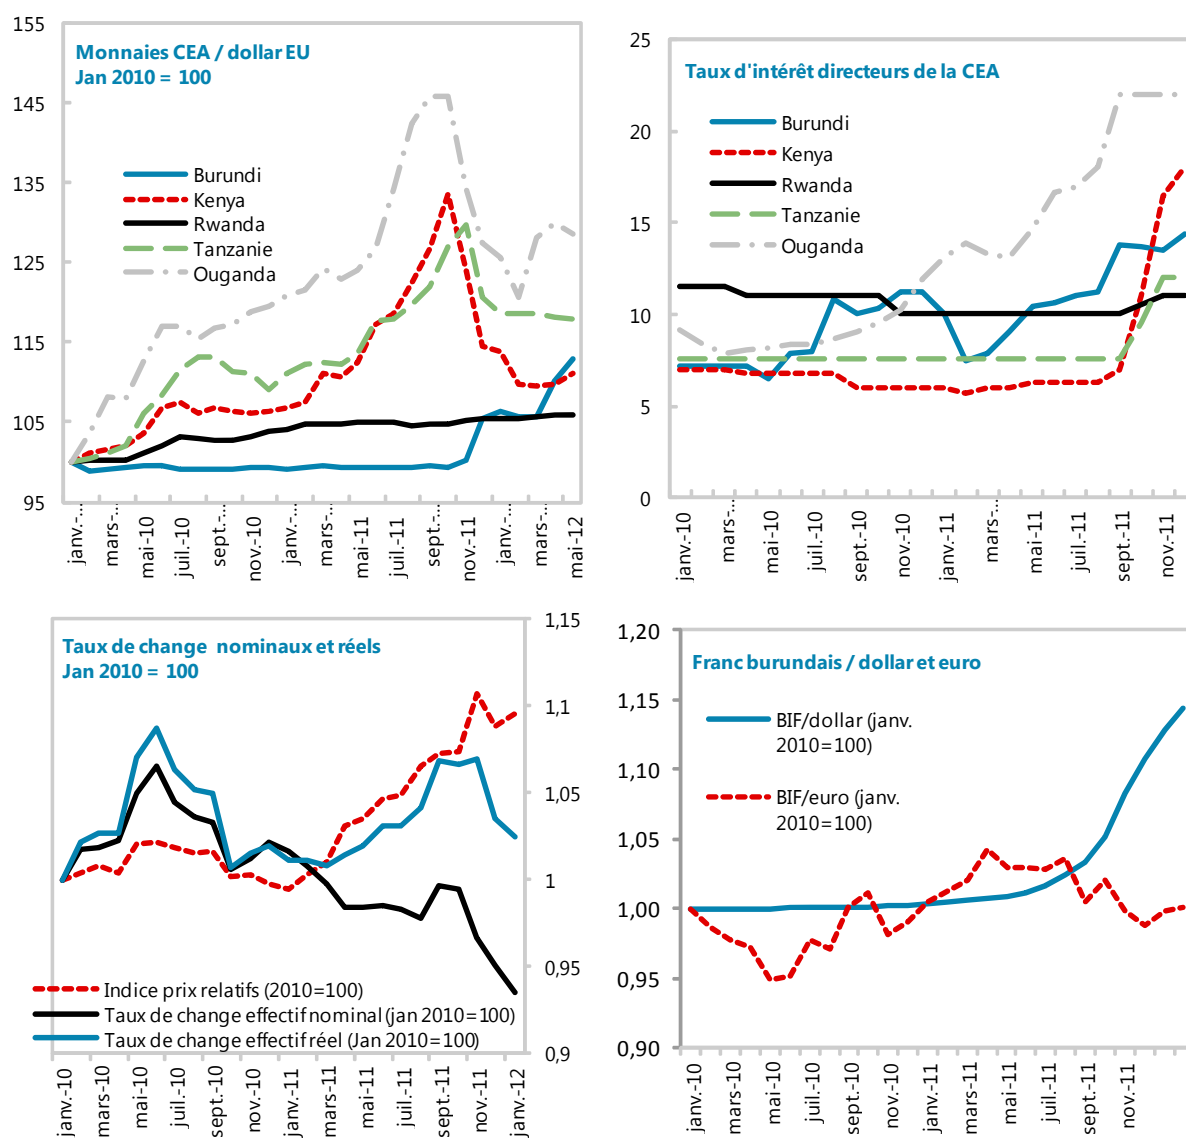 Monnaies CEA / dollar EU
Jan 2010 = 100
155
145
135
125
115
105
95
Burundi
Kenya
Rwanda
Tanzanie
Ouganda
janv.-...
mars-...
mai-10
juil.-10
sept.-...
nov.-10
janv.-...
mars-...
mai-11
juil.-11
sept.-...
nov.-11
janv.-...
mars-...
mai-12
Taux d'intérêt directeurs de la CEA
25
20
15
10
5
0
Burundi
Kenya
Rwanda
Tanzanie
Ouganda
janv.-10
mars-...
mai-10
juil.-10
sept.-10
nov.-10
janv.-11
mars-...
mai-11
juil.-11
sept.-11
nov.-11
Taux de change nominaux et réels
Jan 2010 = 100
1,15
1,1
1,05
1
0,95
0,9
Indice prix relatifs (2010=100)
Taux de change effectif nominal (jan 2010=100)
Taux de change effectif réel (Jan 2010=100)
janv.-10
mars-10
mai-10
juil.-10
sept.-10
nov.-10
janv.-11
mars-11
mai-11
juil.-11
sept.-11
nov.-11
janv.-12
Franc burundais / dollar et euro
1,20
1,15
1,10
1,05
1,00
0,95
0,90
BIF/dollar (janv.
2010=100)
BIF/euro (janv.
2010=100)
janv.-10
mars-10
mai-10
juil.-10
sept.-10
nov.-10
janv.-11
mars-11
mai-11
juil.-11
sept.-11
nov.-11